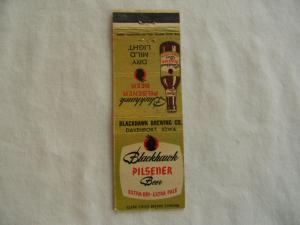 DRY
MILD
LIGHT
Blackhawk
PILSENER
BEER
BLACKHAWK BREWING CO.
DAVENPORT, IOWA
Blackhawk
PILSENER
Beer
EXTRA DRY-EXTRA PALE